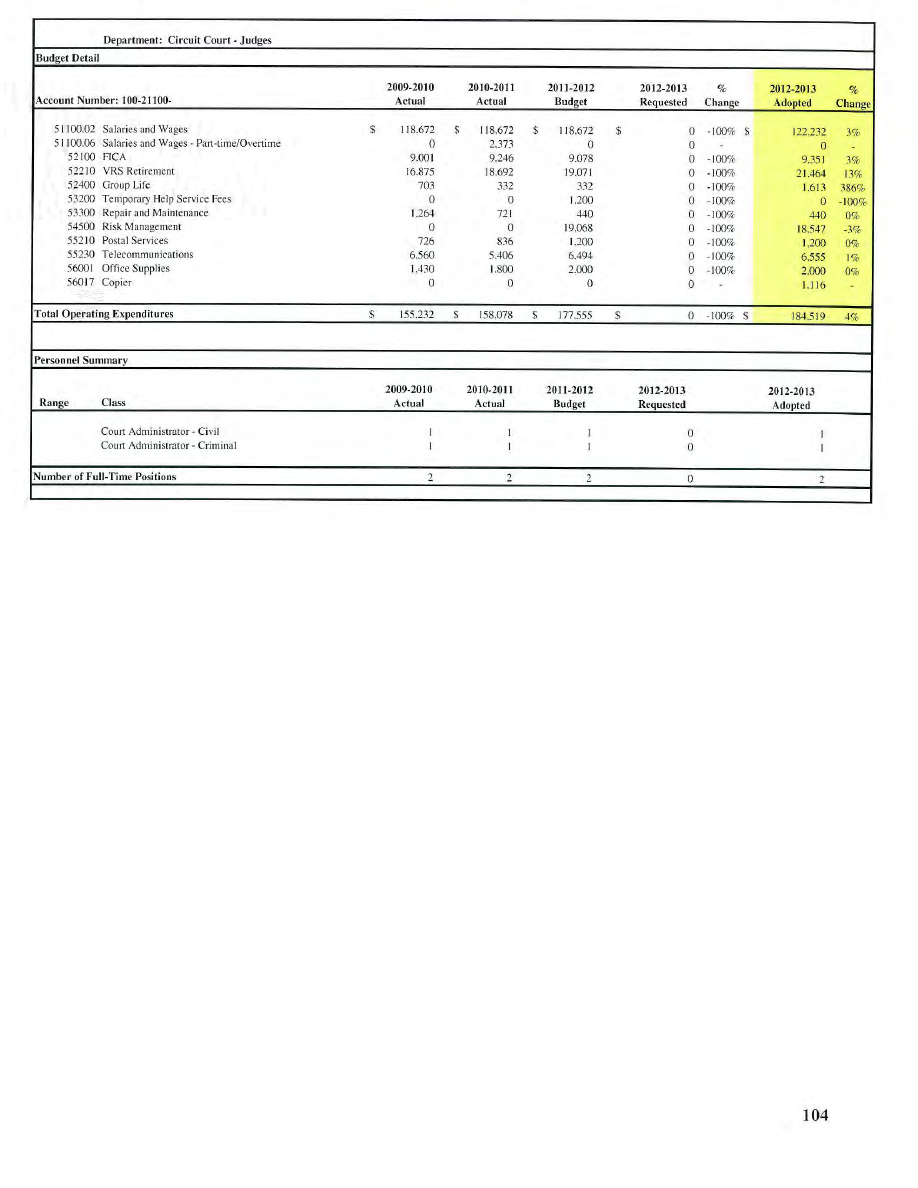 Department: Circuit Court - Judges
Budget Detail
2009-2010 2010-2011 2011-2012 2012-2013 % 2012-2013 %
Account Number: 100-21100- Actual Actual Budget Requested Change Adopted Change
51100.02 Salaries and Wages $ 118,672 $ 118,672 $ 118,672 $ 0 -100% $ 122,232 3%
51100.06 Salaries and Wages - Part-time/Overtime 0 2,373 0 0 - 0 -
52100 FICA 9,001 9,246 9,078 0 -100% 9,351 3%
52210 VRS Retirement 16,875 18,692 19,071 0 -100% 21,464 13%
52400 Group Life 703 332 332 0 -100% 1,613 386%
53200 Temporary Help Service Fees 0 0 1,200 0 -100% 0 -100%
53300 Repair and Maintenance 1,264 721 440 0 -100% 440 0%
54500 Risk Management 0 0 19,068 0 -100% 18,547 -3%
55210 Postal Services 726 836 1,200 0 -100% 1,200 0%
55230 Telecommunications 6,560 5,406 6,494 0 -100% 6,555 1%
56001 Office Supplies 1,430 1,800 2,000 0 -100% 2,000 0%
56017 Copier 0 0 0 0 - 1,116 -
Total Operating Expenditures $ 155,232 $ 158,078 $ 177,555 $ 0 -100% $ 184,519 4%
Personnel Summary
2009-2010 2010-2011 2011-2012 2012-2013 2012-2013
Range Class Actual Actual Budget Requested Adopted
Court Administrator - Civil 1 1 1 0 1
Court Administrator - Criminal 1 1 1 0 1
Number of Full-Time Positions 2 2 2 0 2
104